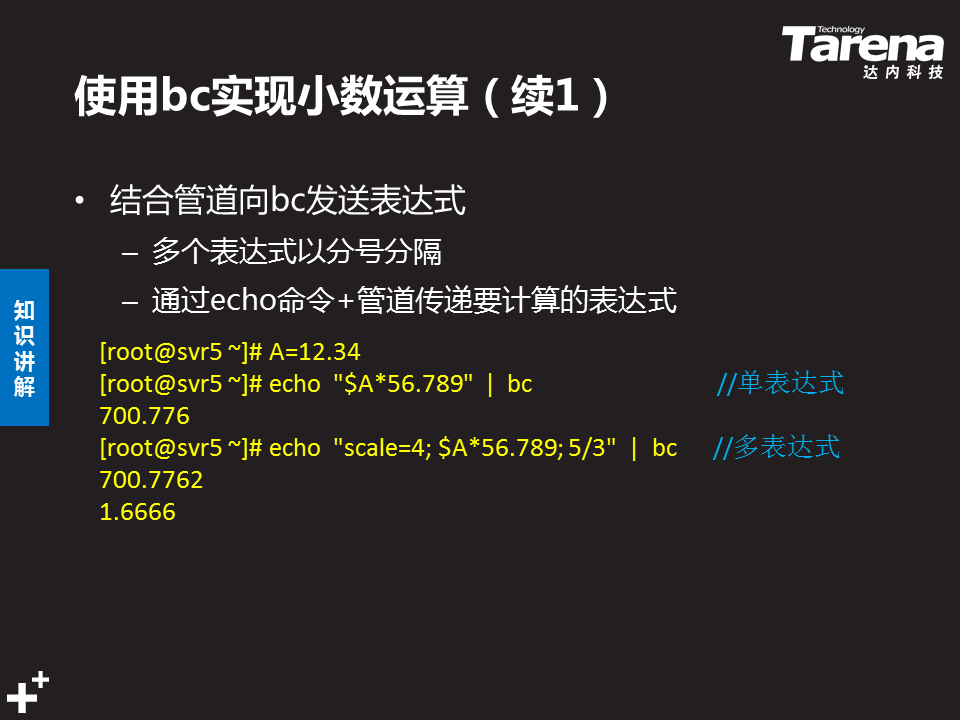 Technology
Tarena
达内科技
使用bc实现小数运算（续1）
• 结合管道向bc发送表达式
– 多个表达式以分号分隔
– 通过echo命令+管道传递要计算的表达式
知识讲解
[root@svr5 ~]# A=12.34
[root@svr5 ~]# echo "$A*56.789" | bc //单表达式
700.776
[root@svr5 ~]# echo "scale=4; $A*56.789; 5/3" | bc //多表达式
700.7762
1.6666